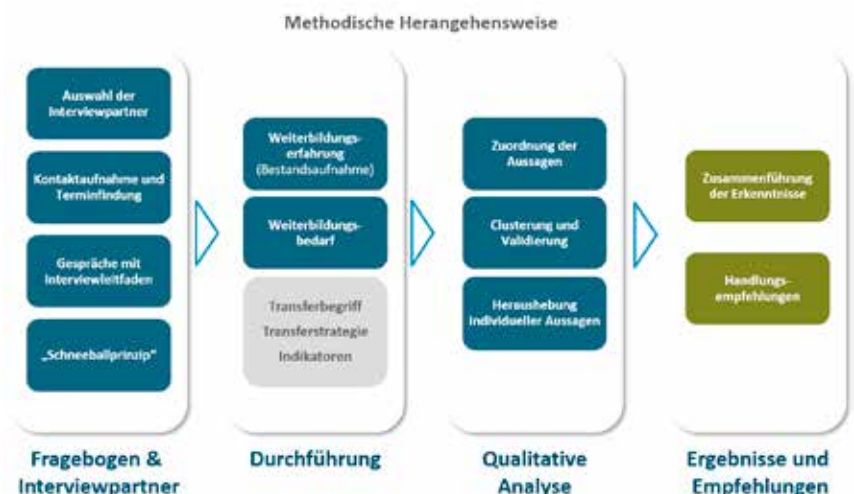 Methodische Herangehensweise
Auswahl der
Interviewpartner
Kontaktaufnahme und
Terminfindung
Gespräche mit
Interviewleitfaden
„Schneeballprinzip“
Fragebogen &
Interviewpartner
Weiterbildungs-
erfahrung
(Bestandsaufnahme)
Weiterbildungs-
bedarf
Transferbegriff
Transferstrategie
Indikatoren
Durchführung
Zuordnung der
Aussagen
Clusterung und
Validierung
Heraushebung
individueller Aussagen
Qualitative
Analyse
Zusammenführung
der Erkenntnisse
Handlungs-
empfehlungen
Ergebnisse und
Empfehlungen